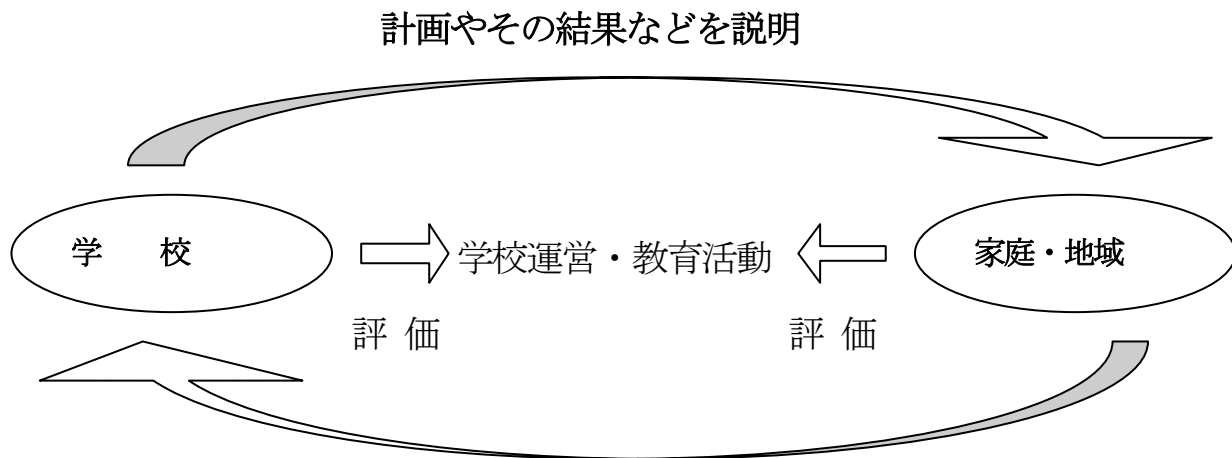 計画やその結果などを説明
学　校
学校運営・教育活動
家庭・地域
評 価
評 価